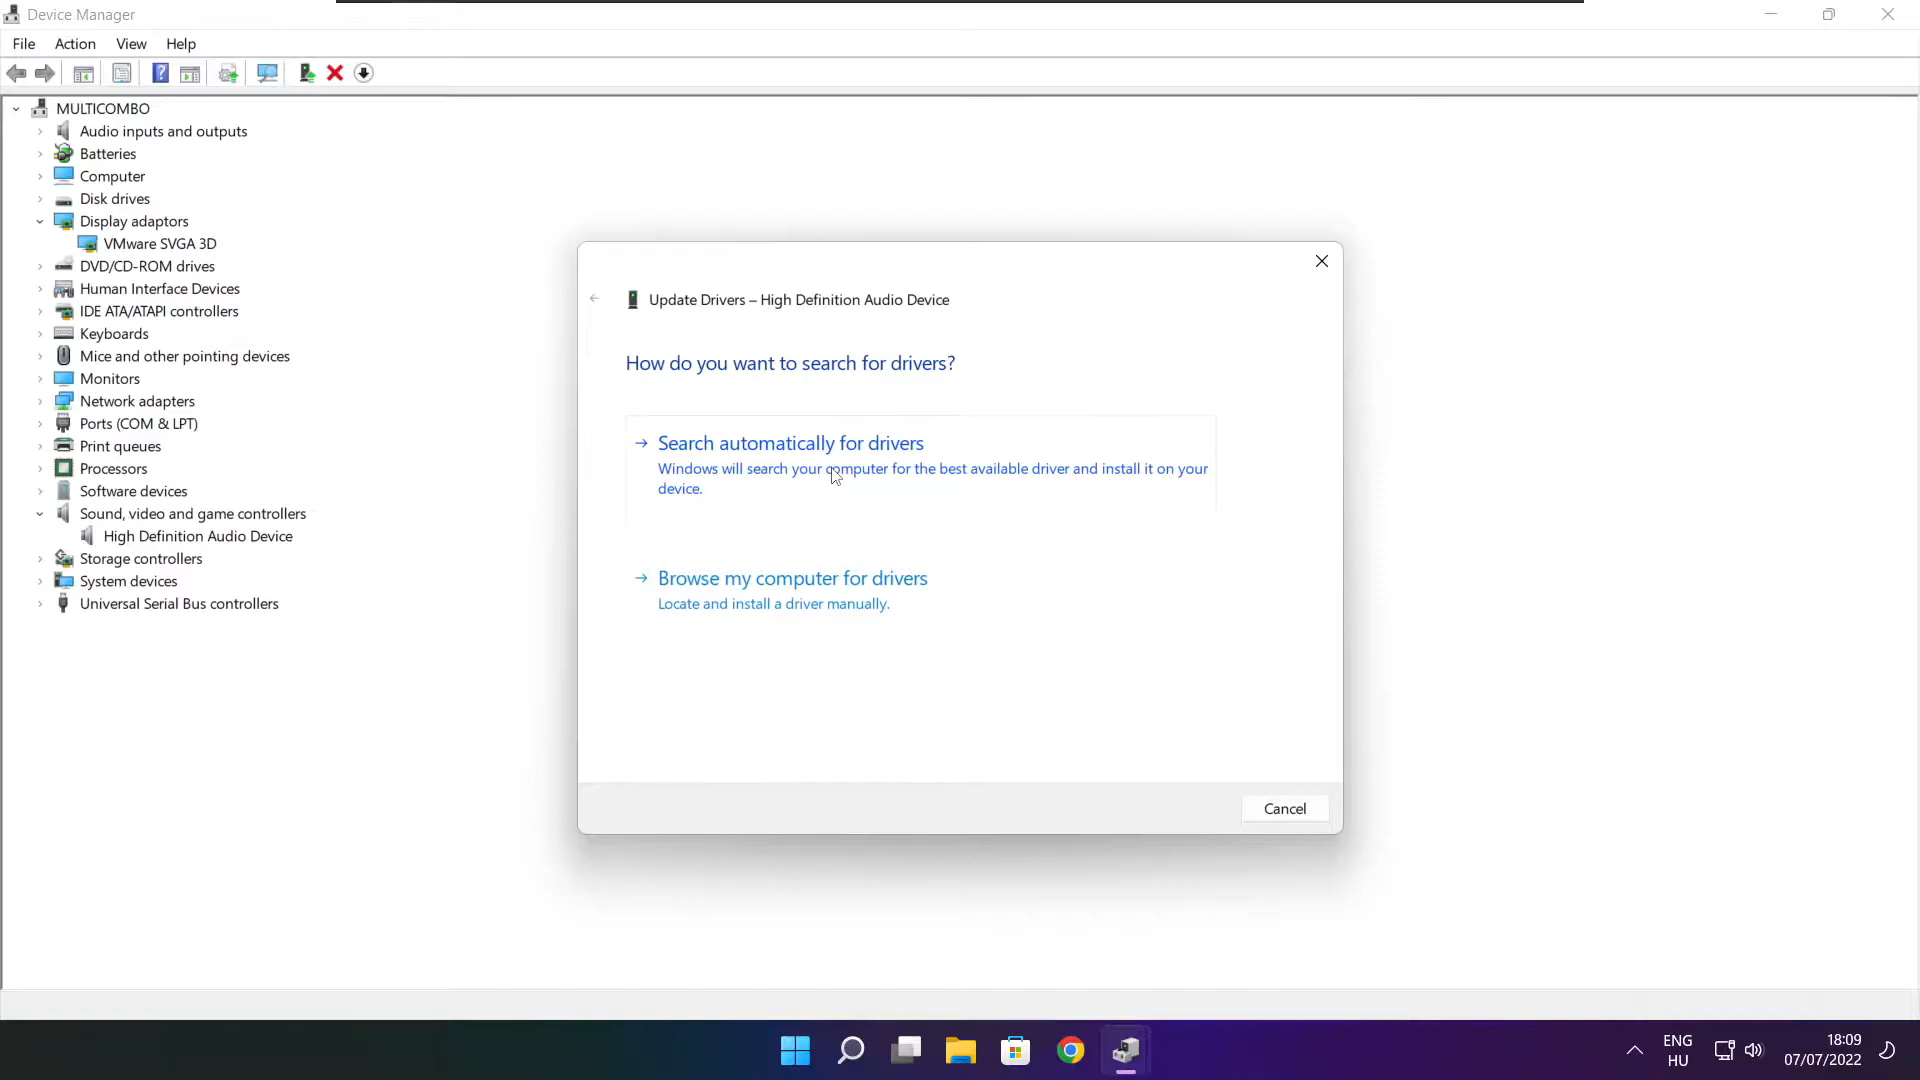 Device Manager
File Action View Help
MULTICOMBO
Audio inputs and outputs
Batteries
Computer
Disk drives
Display adaptors
VMware SVGA 3D
DVD/CD-ROM drives
Human Interface Devices
IDE ATA/ATAPI controllers
Keyboards
Mice and other pointing devices
Monitors
Network adapters
Ports (COM & LPT)
Print queues
Processors
Software devices
Sound, video and game controllers
High Definition Audio Device
Storage controllers
System devices
Universal Serial Bus controllers
Update Drivers – High Definition Audio Device
How do you want to search for drivers?
Search automatically for drivers
Windows will search your computer for the best available driver and install it on your
device.
Browse my computer for drivers
Locate and install a driver manually.
Cancel
ENG
HU
18:09
07/07/2022